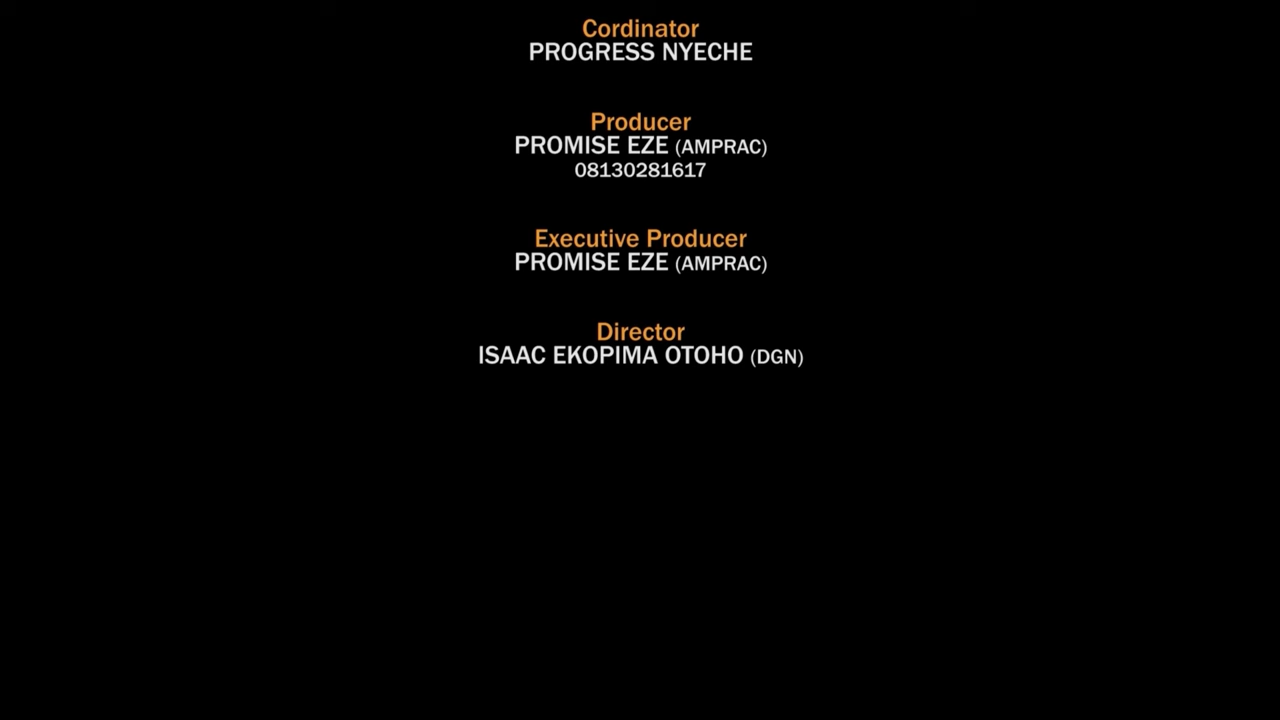 Cordinator
PROGRESS NYECHE
Producer
PROMISE EZE (AMPRAC)
08130281617
Executive Producer
PROMISE EZE (AMPRAC)
Director
ISAAC EKOPIMA OTOHO (DGN)